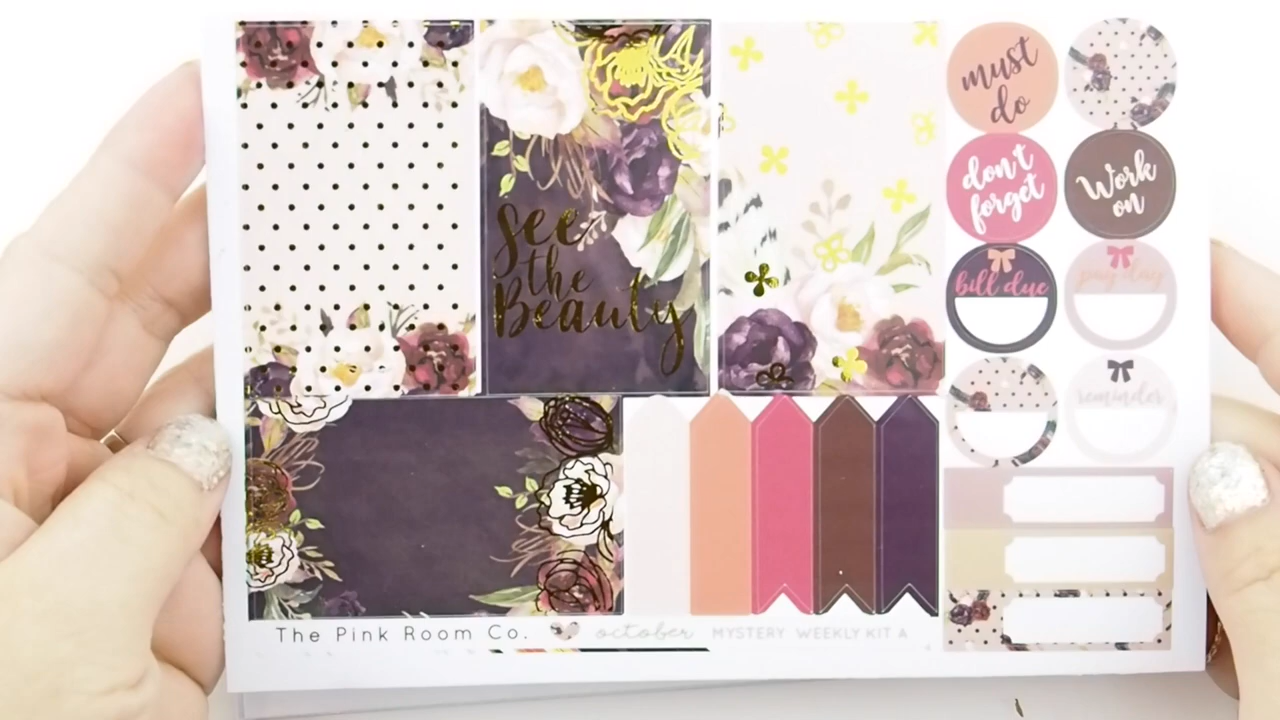 See
the
Beauty
must
do
don't
forget
Work
on
bill due
pay day
reminder
The Pink Room Co. october MYSTERY WEEKLY KIT A